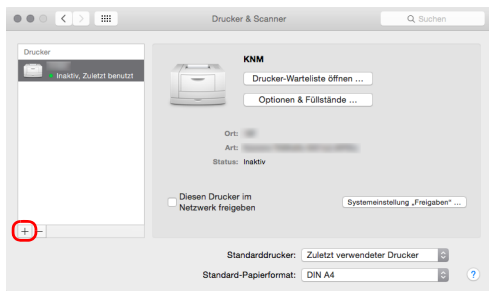 Drucker & Scanner
Suchen
Drucker
Inaktiv, Zuletzt benutzt
KNM
Drucker-Warteliste öffnen ...
Optionen & Füllstände ...
Ort:
Art:
Status: Inaktiv
Diesen Drucker im
Netzwerk freigeben
Systemeinstellung „Freigaben“ ...
+ −
Standarddrucker: Zuletzt verwendeter Drucker
Standard-Papierformat: DIN A4
?